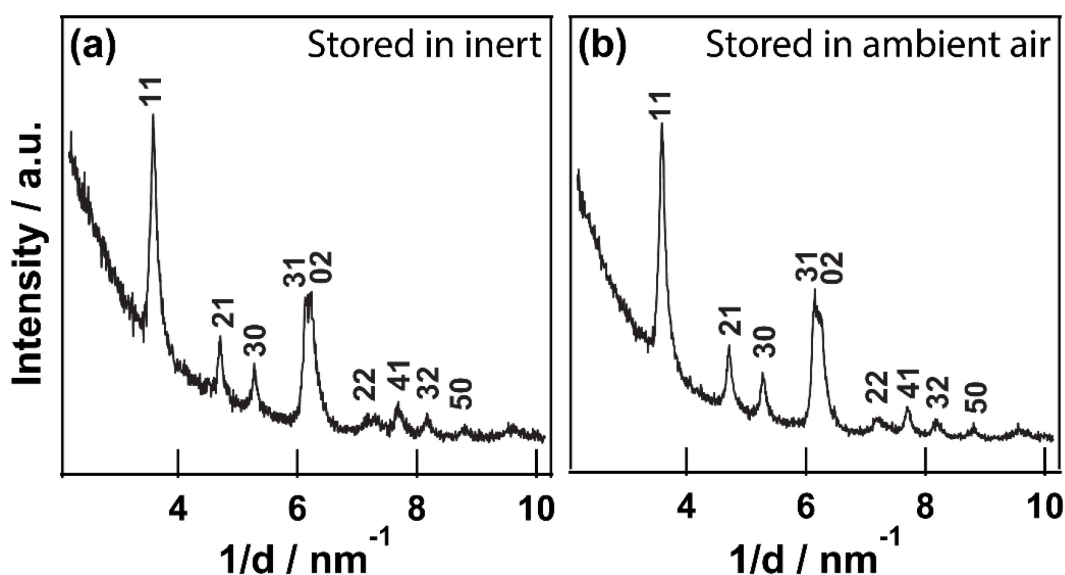 (a) Stored in inert
11
21
30
31
02
22
41
32
50
4 6 8 10
1/d / nm-1
Intensity / a.u.
(b) Stored in ambient air
11
21
30
31
02
22
41
32
50
4 6 8 10
1/d / nm-1